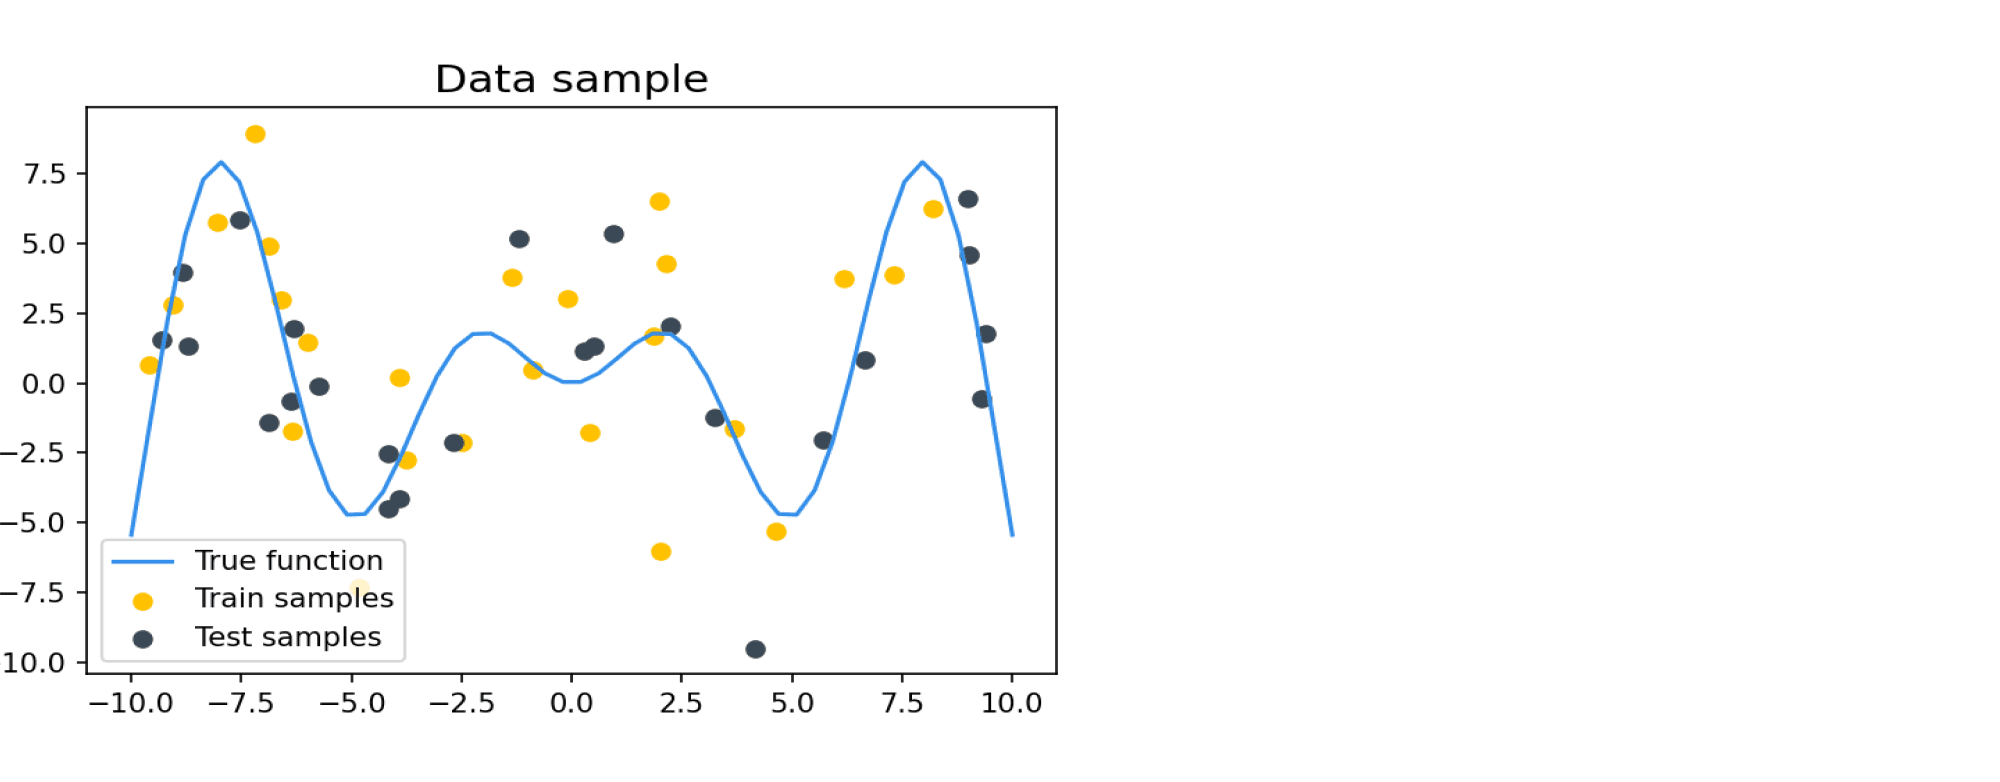 Data sample
7.5
5.0
2.5
0.0
−2.5
−5.0
−7.5
10.0
True function
Train samples
Test samples
−10.0 −7.5 −5.0 −2.5 0.0 2.5 5.0 7.5 10.0